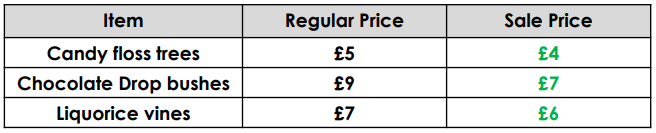 Item Regular Price Sale Price
Candy floss trees £5 £4
Chocolate Drop bushes £9 £7
Liquorice vines £7 £6